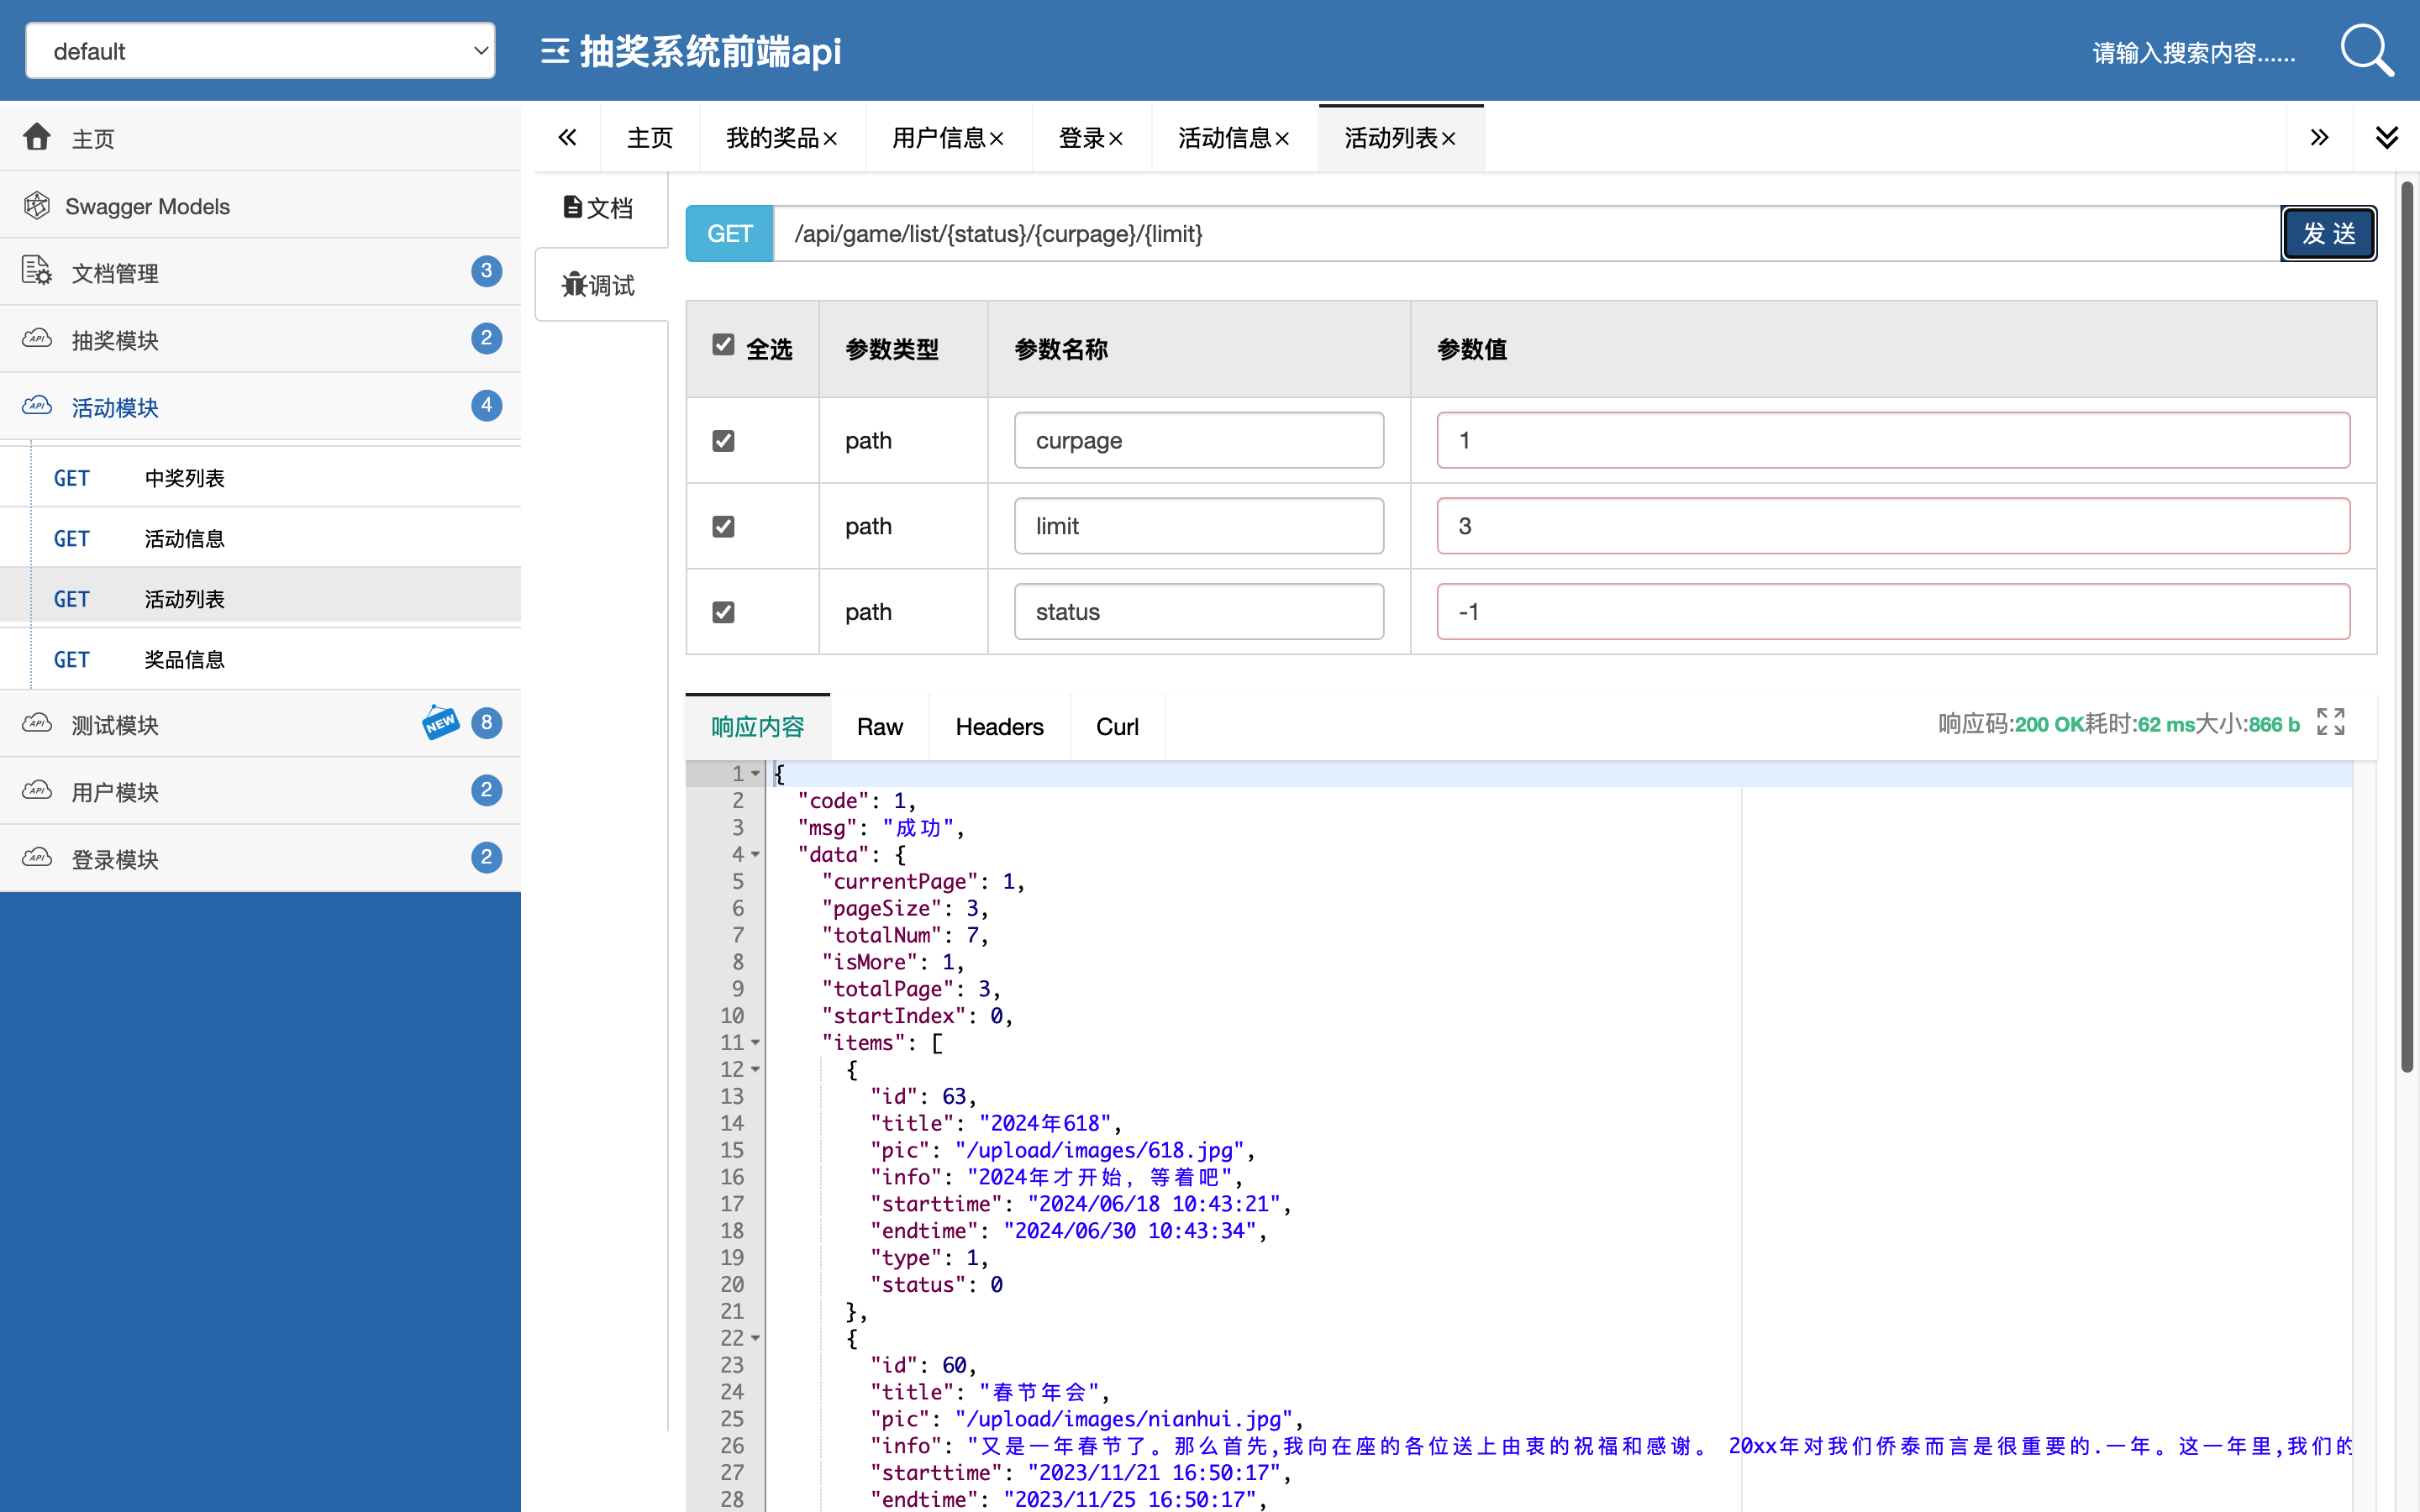 default
抽奖系统前端api
请输入搜索内容......
主页
Swagger Models
文档管理 3
抽奖模块 2
活动模块 4
GET 中奖列表
GET 活动信息
GET 活动列表
GET 奖品信息
测试模块 NEW 8
用户模块 2
登录模块 2
主页 我的奖品× 用户信息× 登录× 活动信息× 活动列表×
文档
调试
GET /api/game/list/{status}/{curpage}/{limit} 发 送
全选 参数类型 参数名称 参数值
path curpage 1
path limit 3
path status -1
响应内容 Raw Headers Curl 响应码:200 OK耗时:62 ms大小:866 b
1 {
2 "code": 1,
3 "msg": "成功",
4 "data": {
5 "currentPage": 1,
6 "pageSize": 3,
7 "totalNum": 7,
8 "isMore": 1,
9 "totalPage": 3,
10 "startIndex": 0,
11 "items": [
12 {
13 "id": 63,
14 "title": "2024年618",
15 "pic": "/upload/images/618.jpg",
16 "info": "2024年才开始，等着吧",
17 "starttime": "2024/06/18 10:43:21",
18 "endtime": "2024/06/30 10:43:34",
19 "type": 1,
20 "status": 0
21 },
22 {
23 "id": 60,
24 "title": "春节年会",
25 "pic": "/upload/images/nianhui.jpg",
26 "info": "又是一年春节了。那么首先,我向在座的各位送上由衷的祝福和感谢。 20xx年对我们侨泰而言是很重要的.一年。这一年里,我们的
27 "starttime": "2023/11/21 16:50:17",
28 "endtime": "2023/11/25 16:50:17",